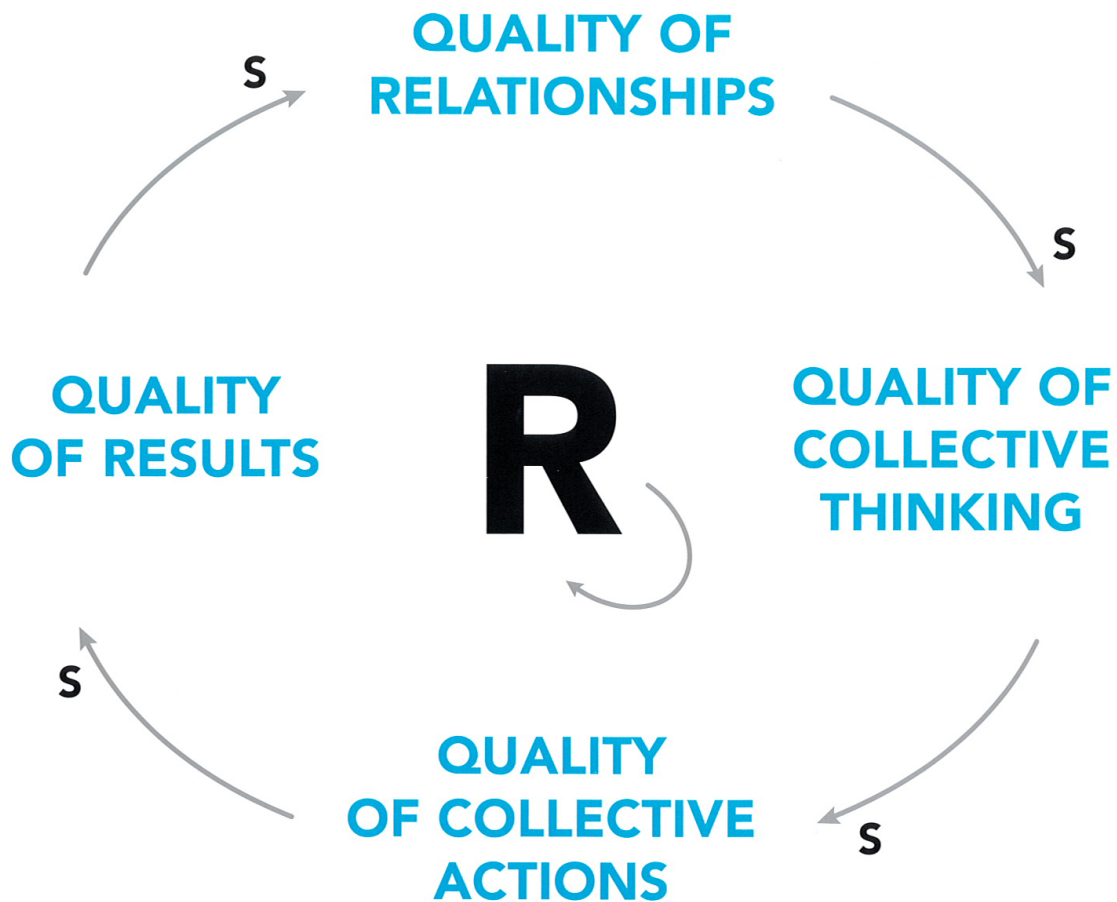 S
QUALITY OF
RELATIONSHIPS
S
QUALITY OF
COLLECTIVE
THINKING
S
QUALITY
OF COLLECTIVE
ACTIONS
S
QUALITY
OF RESULTS
R